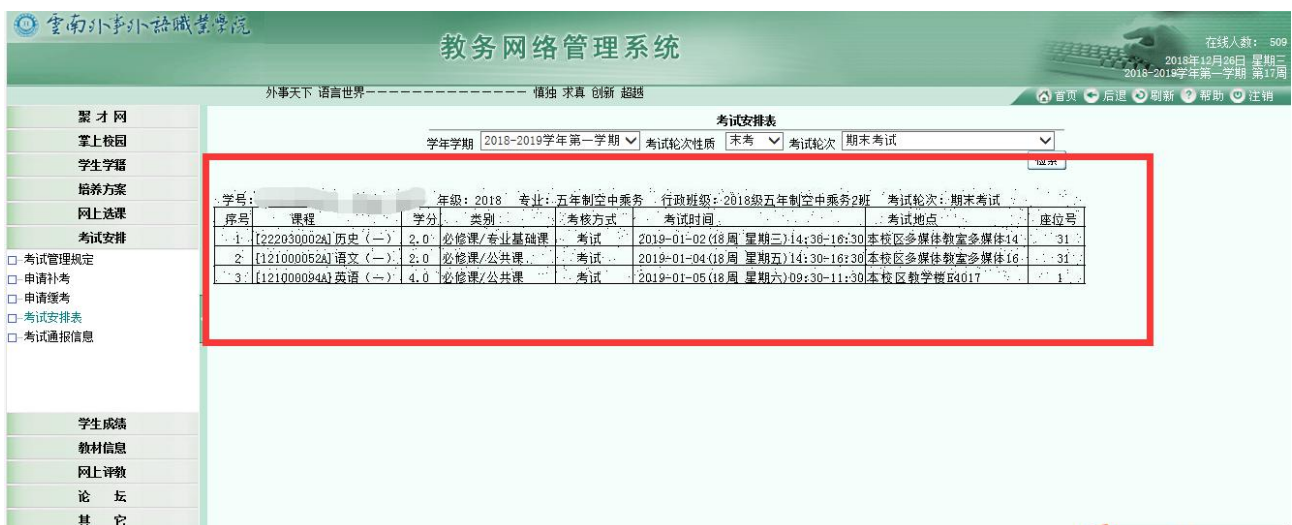 雲南外事外語職業學院
教务网络管理系统
在线人数： 509
2018年12月26日 星期三
2018-2019学年第一学期 第17周
外事天下 语言世界--------------- 慎独 求真 创新 超越
首页 后退 刷新 帮助 注销
聚才网
掌上校园
学生学籍
培养方案
网上选课
考试安排
考试管理规定
申请补考
申请缓考
考试安排表
考试通报信息
学生成绩
教材信息
网上评教
论 坛
其 它
考试安排表
学年学期 2018-2019学年第一学期 考试轮次性质 末考 考试轮次 期末考试
检索
学号： 年级：2018 专业：五年制空中乘务 行政班级：2018级五年制空中乘务2班 考试轮次：期末考试
序号 课程 学分 类别 考核方式 考试时间 考试地点 座位号
1 [222030002A]历史（一） 2.0 必修课/专业基础课 考试 2019-01-02(18周 星期三)14:30-16:30 本校区多媒体教室多媒体14 31
2 [121000052A]语文（一） 2.0 必修课/公共课 考试 2019-01-04(18周 星期五)14:30-16:30 本校区多媒体教室多媒体16 31
3 [121000094A]英语（一） 4.0 必修课/公共课 考试 2019-01-05(18周 星期六)09:30-11:30 本校区教学楼E4017 1